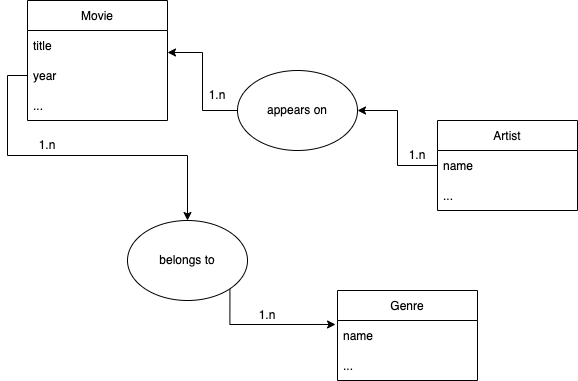 Movie
title
year
...
1.n
appears on
1.n
Artist
name
...
1.n
belongs to
1.n
Genre
name
...